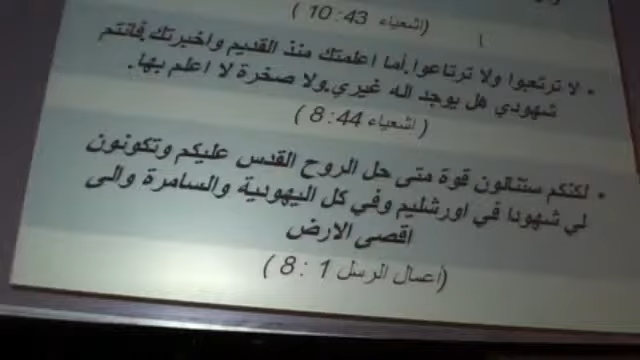 (اشعياء 43: 10)
• لا ترتعبوا ولا ترتاعوا.أما اعلمتك منذ القديم واخبرتك.فانتم
شهودي هل يوجد اله غيري.ولا صخرة لا اعلم بها.
(اشعياء 44: 8)
• لكنكم ستنالون قوة متى حل الروح القدس عليكم وتكونون
لي شهودا في اورشليم وفي كل اليهودية والسامرة والى
اقصى الارض
(أعمال الرسل 1 : 8)